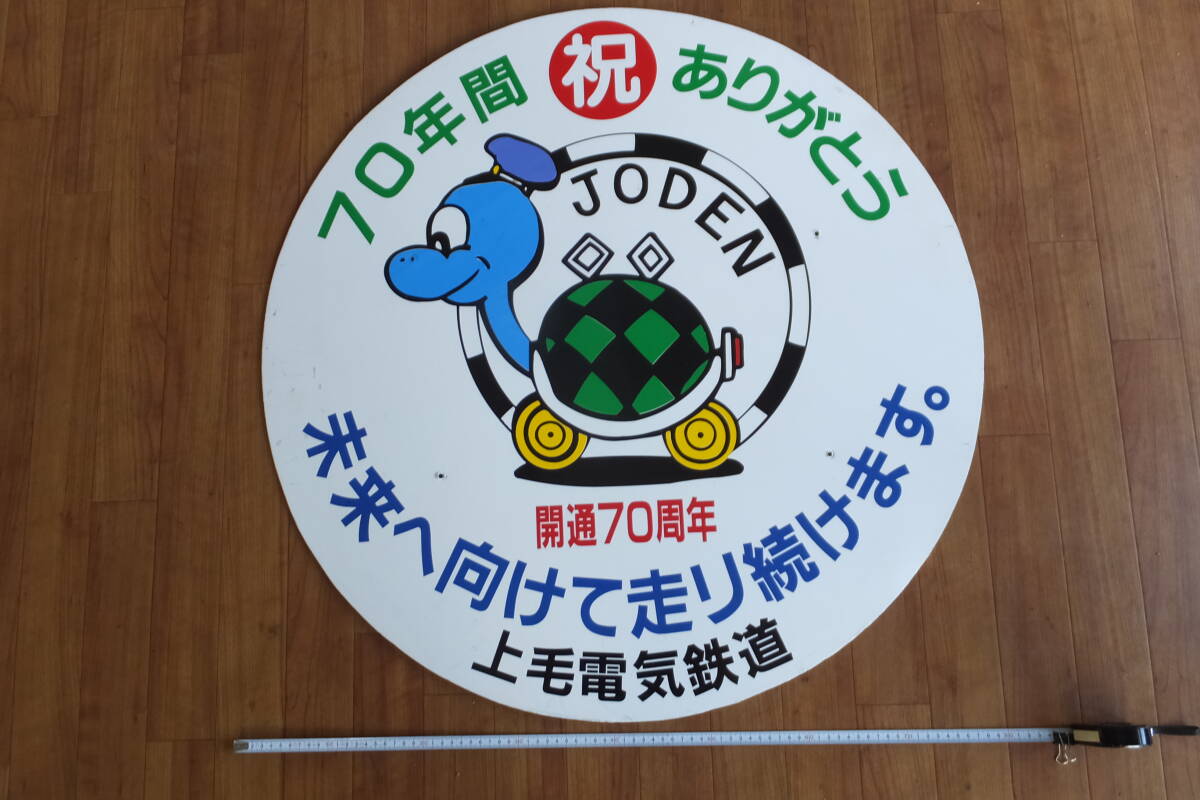 70年間 祝 ありがとう
JODEN
開通70周年
未来へ向けて走り続けます。
上毛電気鉄道